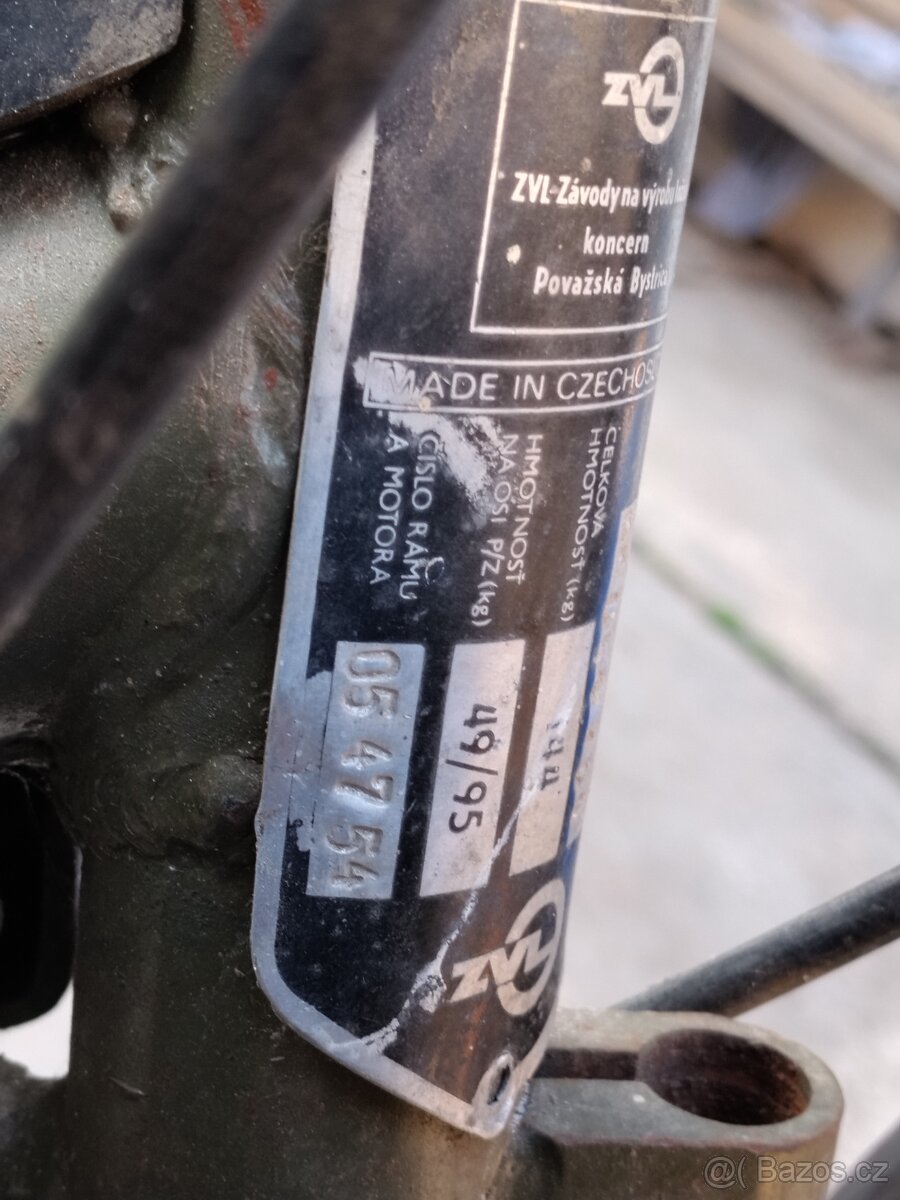 ZVL
ZVL-Závody na výrobu
koncern
Považská Bystrica
MADE IN CZECHOSL
CELKOVÁ
HMOTNOSŤ (kg)
144
HMOTNOSŤ
NA OSI P/Z (kg)
49/95
ČÍSLO RÁMU
A MOTORA
05 47 54
ZVL
@( Bazos.cz